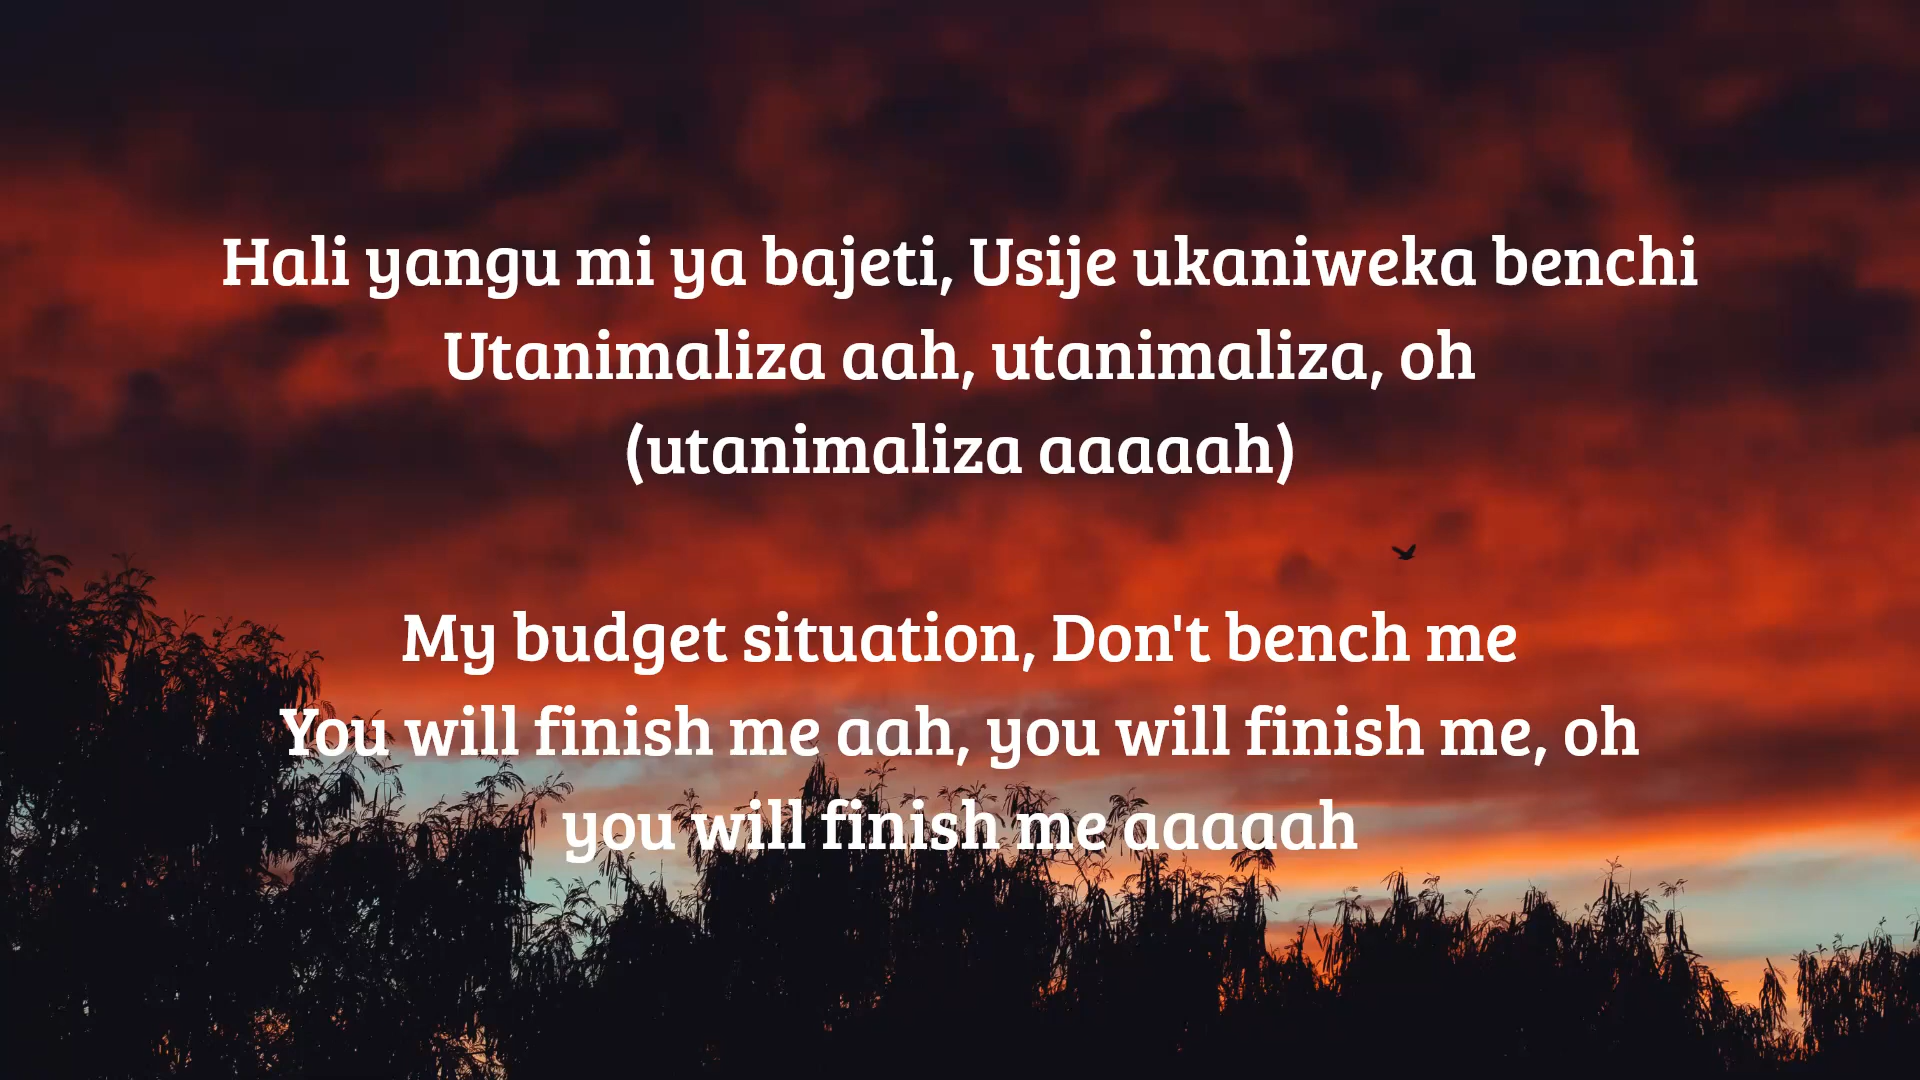 Hali yangu mi ya bajeti, Usije ukaniweka benchi
Utanimaliza aah, utanimaliza, oh
(utanimaliza aaaaah)
My budget situation, Don't bench me
You will finish me aah, you will finish me, oh
you will finish me aaaaah